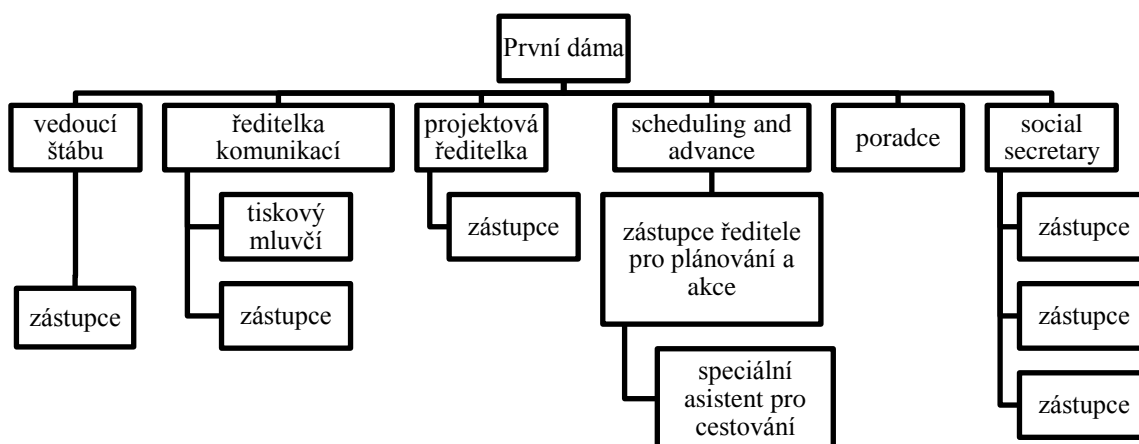 První dáma
vedoucí
štábu
ředitelka
komunikací
projektová
ředitelka
scheduling and
advance
poradce
social
secretary
zástupce
tiskový
mluvčí
zástupce
zástupce
zástupce ředitele
pro plánování a
akce
speciální
asistent pro
cestování
zástupce
zástupce
zástupce